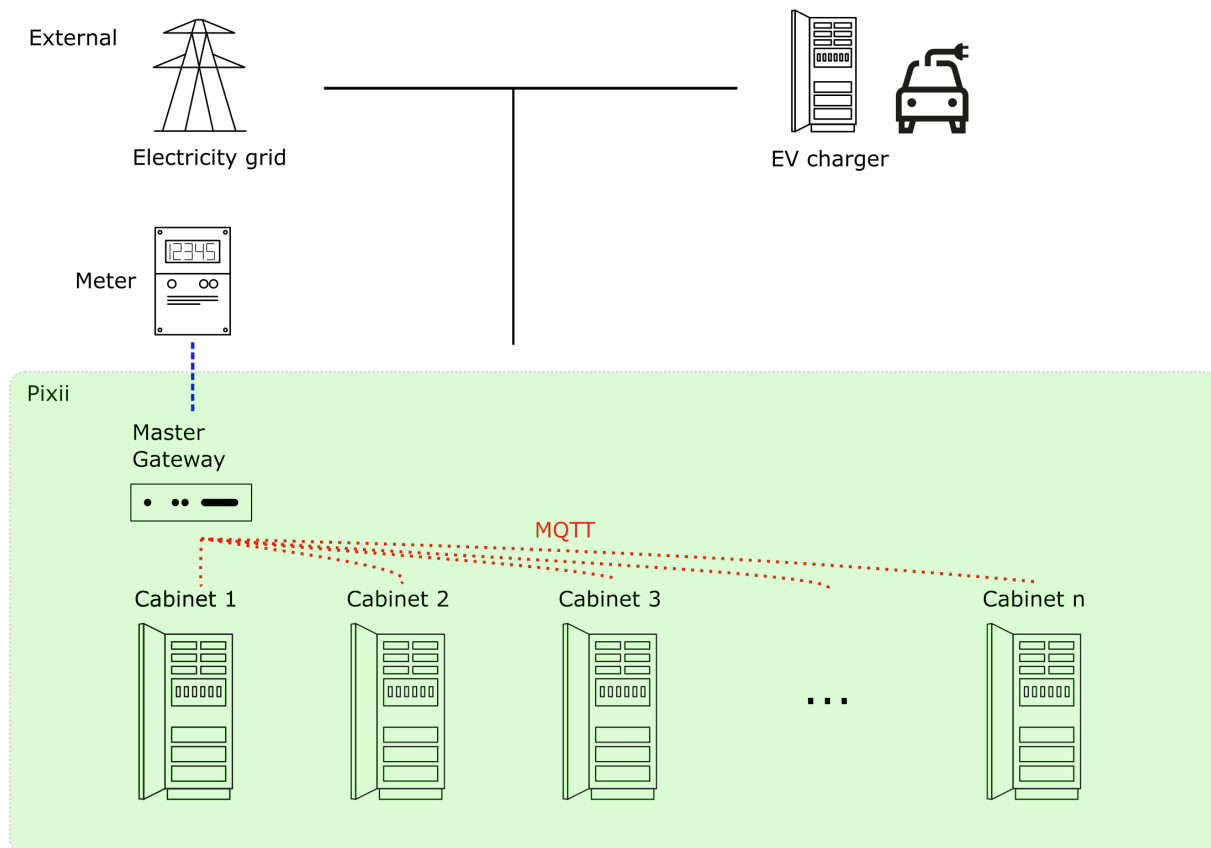 External
Electricity grid
EV charger
12345
Meter
Pixii
Master
Gateway
MQTT
Cabinet 1
Cabinet 2
Cabinet 3
Cabinet n
...